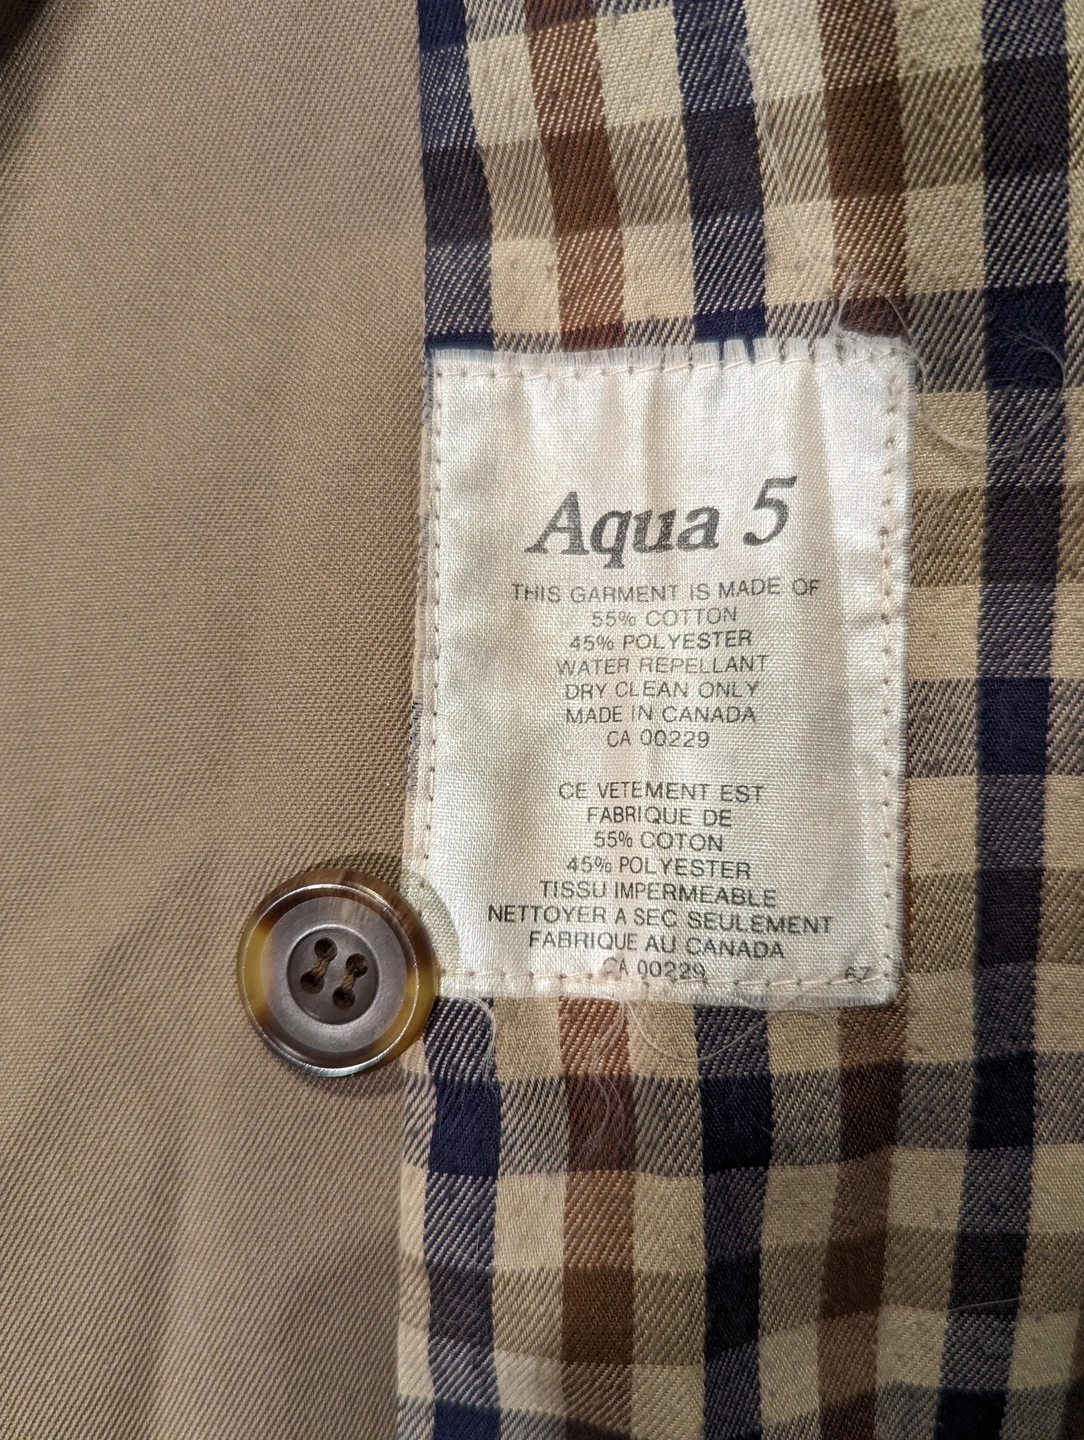 Aqua 5
THIS GARMENT IS MADE OF
55% COTTON
45% POLYESTER
WATER REPELLANT
DRY CLEAN ONLY
MADE IN CANADA
CA 00229
CE VETEMENT EST
FABRIQUE DE
55% COTON
45% POLYESTER
TISSU IMPERMEABLE
NETTOYER A SEC SEULEMENT
FABRIQUE AU CANADA
CA 00229 67